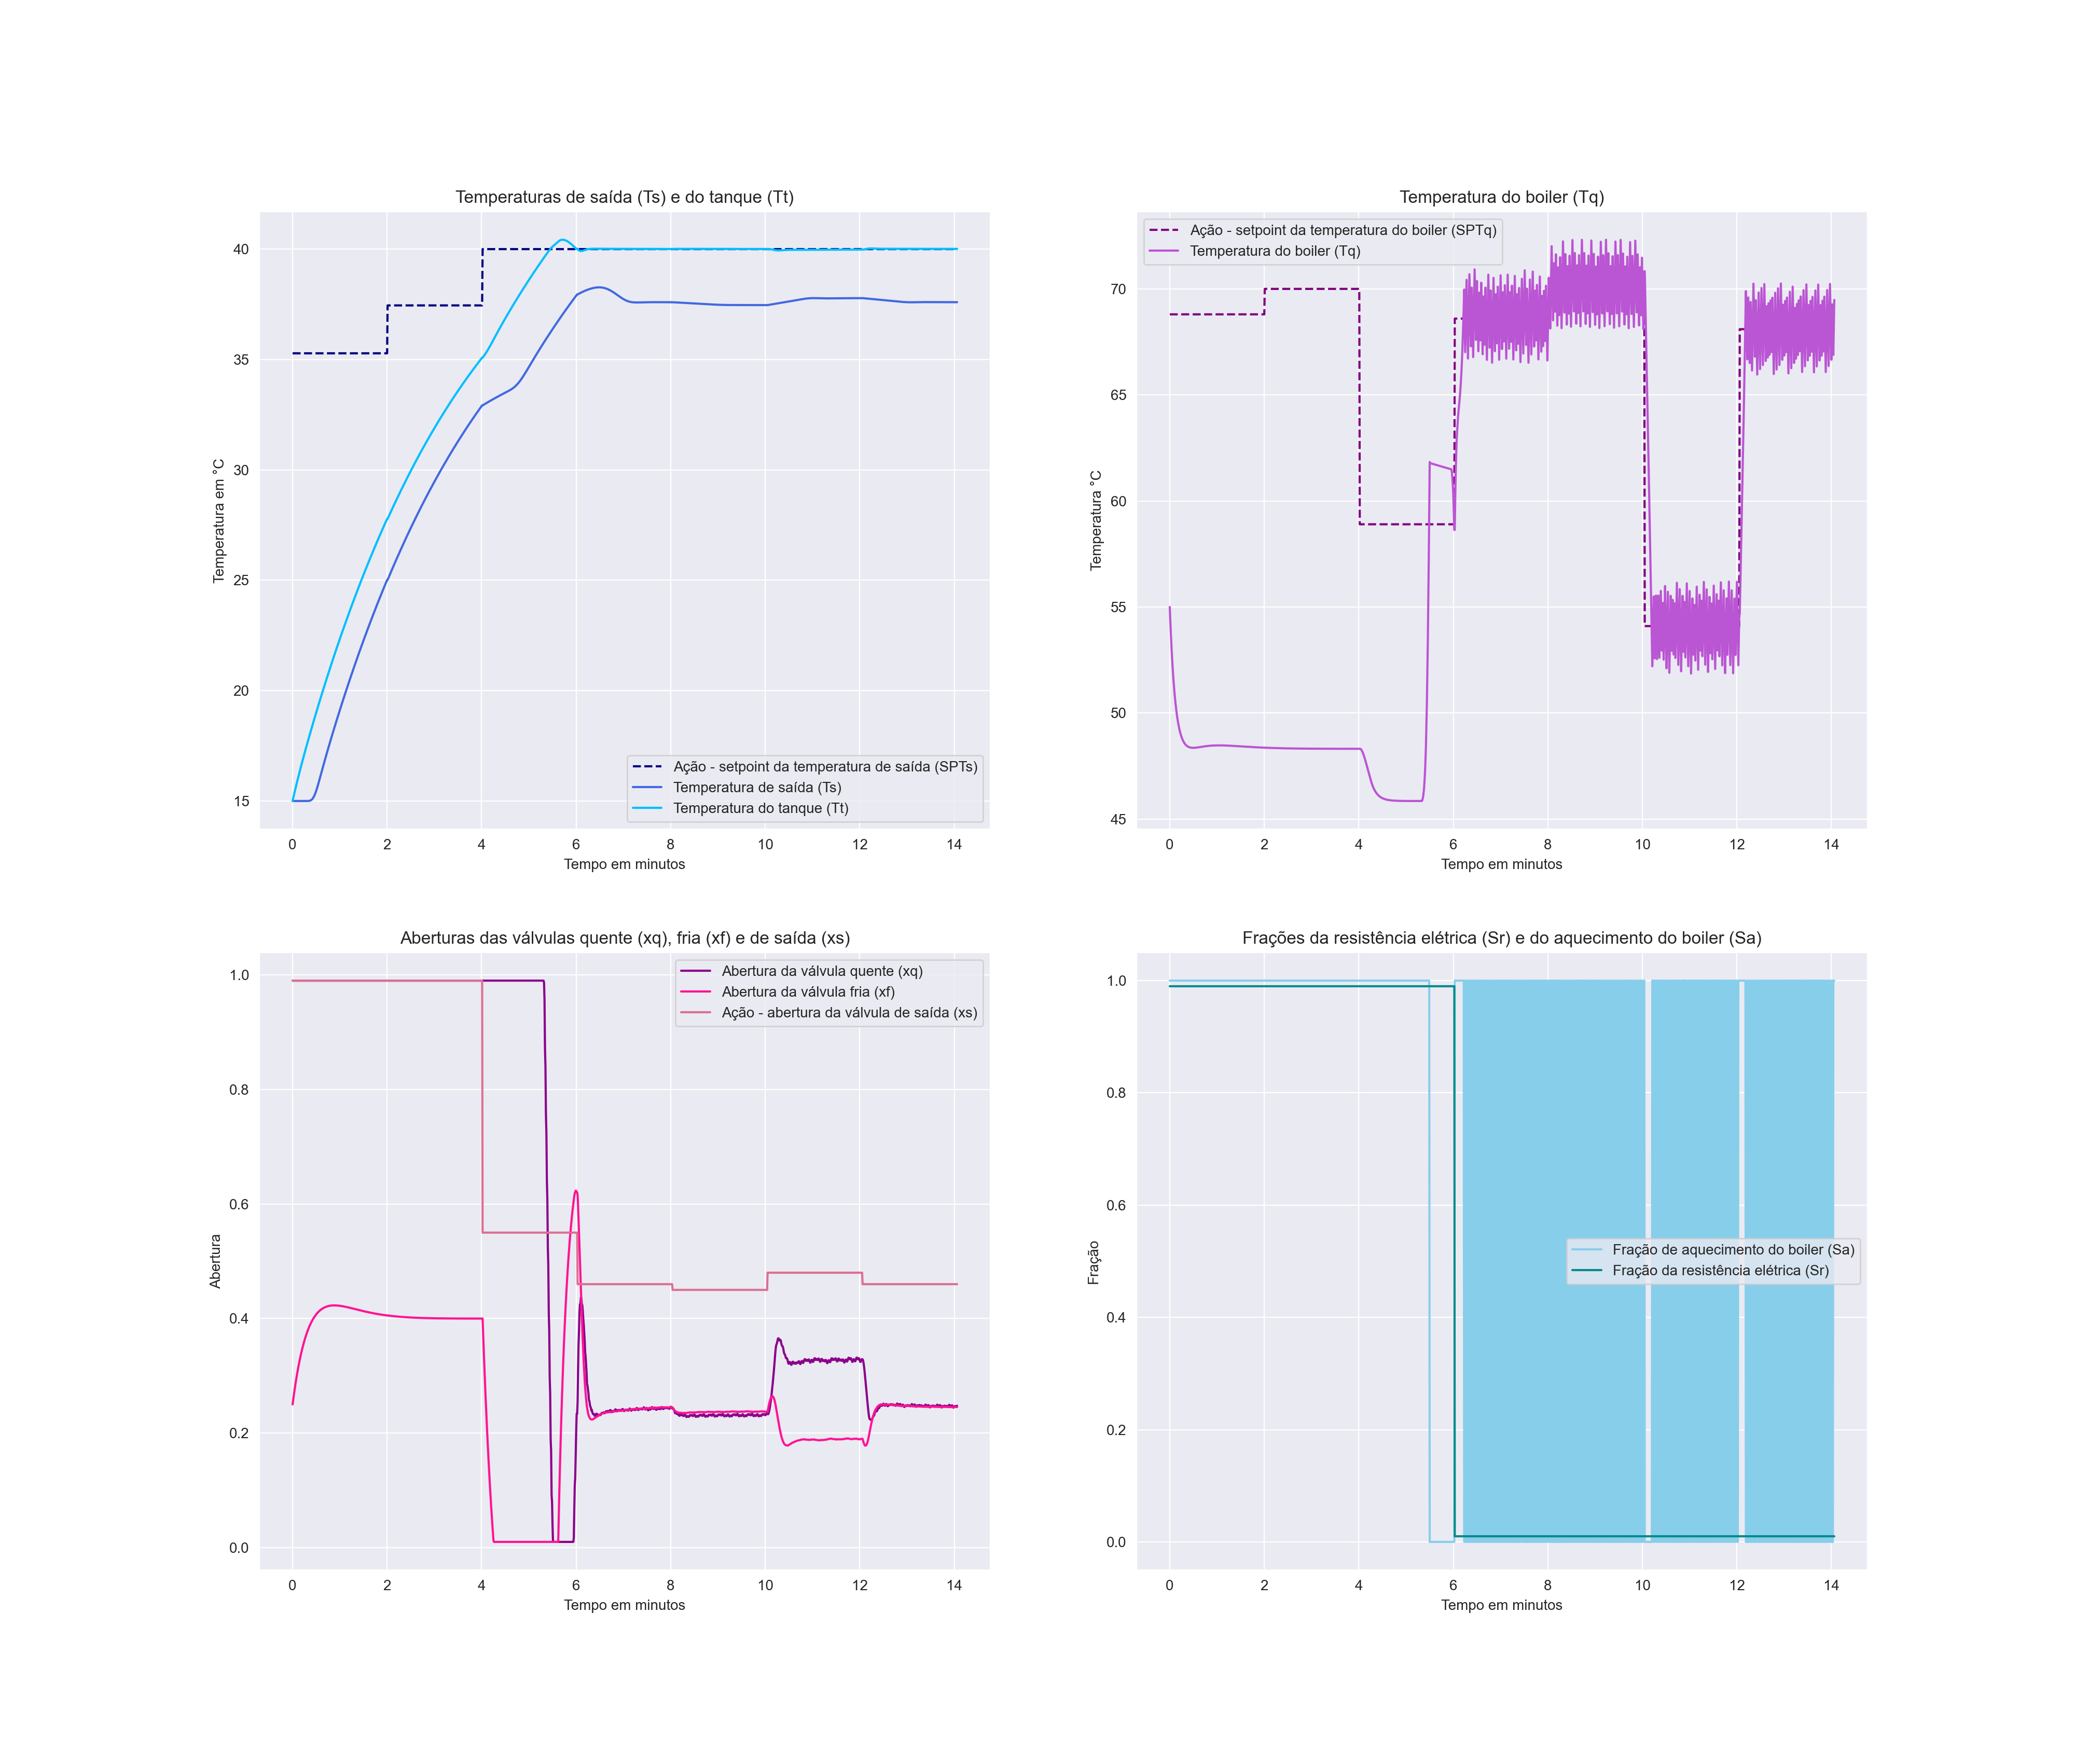 Temperaturas de saída (Ts) e do tanque (Tt)
Temperatura em °C
40
35
30
25
20
15
Ação - setpoint da temperatura de saída (SPTs)
Temperatura de saída (Ts)
Temperatura do tanque (Tt)
0 2 4 6 8 10 12 14
Tempo em minutos
Temperatura do boiler (Tq)
Temperatura °C
Ação - setpoint da temperatura do boiler (SPTq)
Temperatura do boiler (Tq)
70
65
60
55
50
45
0 2 4 6 8 10 12 14
Tempo em minutos
Aberturas das válvulas quente (xq), fria (xf) e de saída (xs)
Abertura
Abertura da válvula quente (xq)
Abertura da válvula fria (xf)
Ação - abertura da válvula de saída (xs)
1.0
0.8
0.6
0.4
0.2
0.0
0 2 4 6 8 10 12 14
Tempo em minutos
Frações da resistência elétrica (Sr) e do aquecimento do boiler (Sa)
Fração
1.0
0.8
0.6
0.4
0.2
0.0
Fração de aquecimento do boiler (Sa)
Fração da resistência elétrica (Sr)
0 2 4 6 8 10 12 14
Tempo em minutos